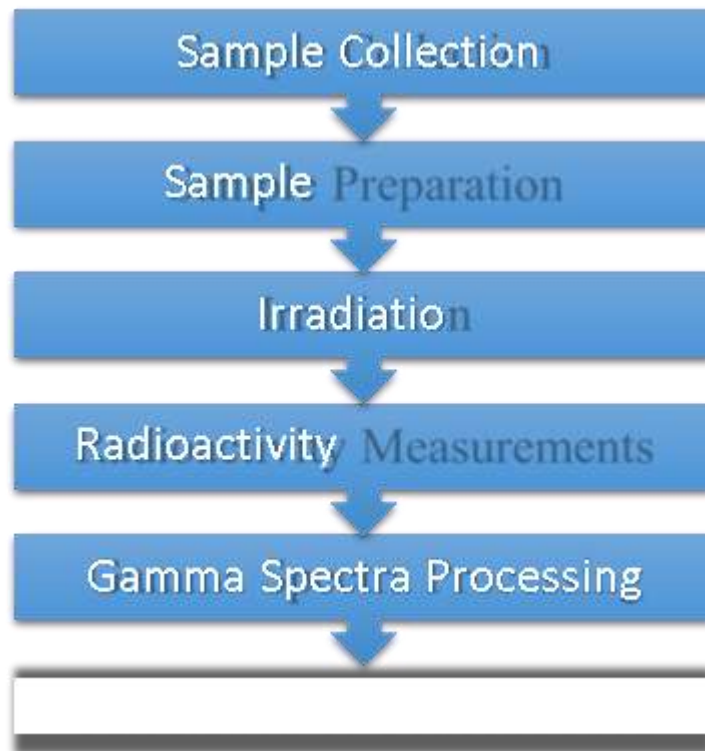 Sample Collection
Sample Preparation
Irradiation
Radioactivity Measurements
Gamma Spectra Processing